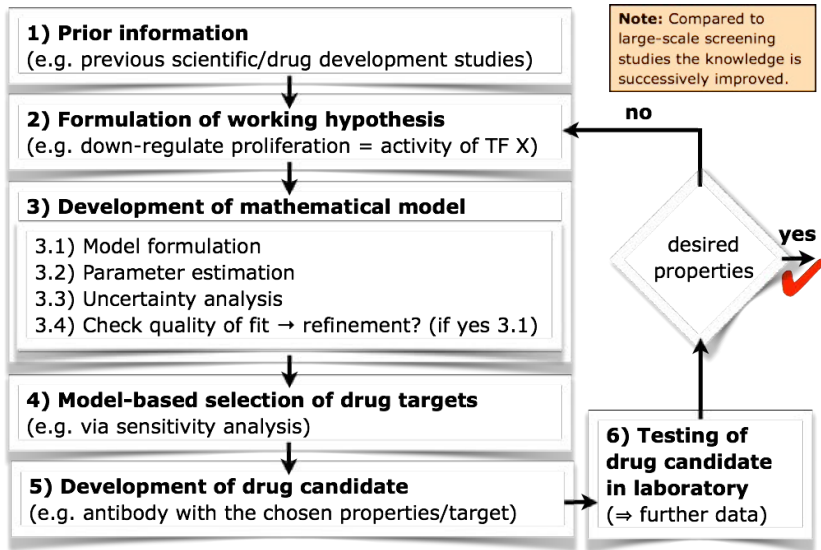 1) Prior information
(e.g. previous scientific/drug development studies)
Note: Compared to
large-scale screening
studies the knowledge is
successively improved.
2) Formulation of working hypothesis
(e.g. down-regulate proliferation = activity of TF X)
no
3) Development of mathematical model
3.1) Model formulation
3.2) Parameter estimation
3.3) Uncertainty analysis
3.4) Check quality of fit → refinement? (if yes 3.1)
desired
properties
yes
4) Model-based selection of drug targets
(e.g. via sensitivity analysis)
5) Development of drug candidate
(e.g. antibody with the chosen properties/target)
6) Testing of
drug candidate
in laboratory
(⇒ further data)